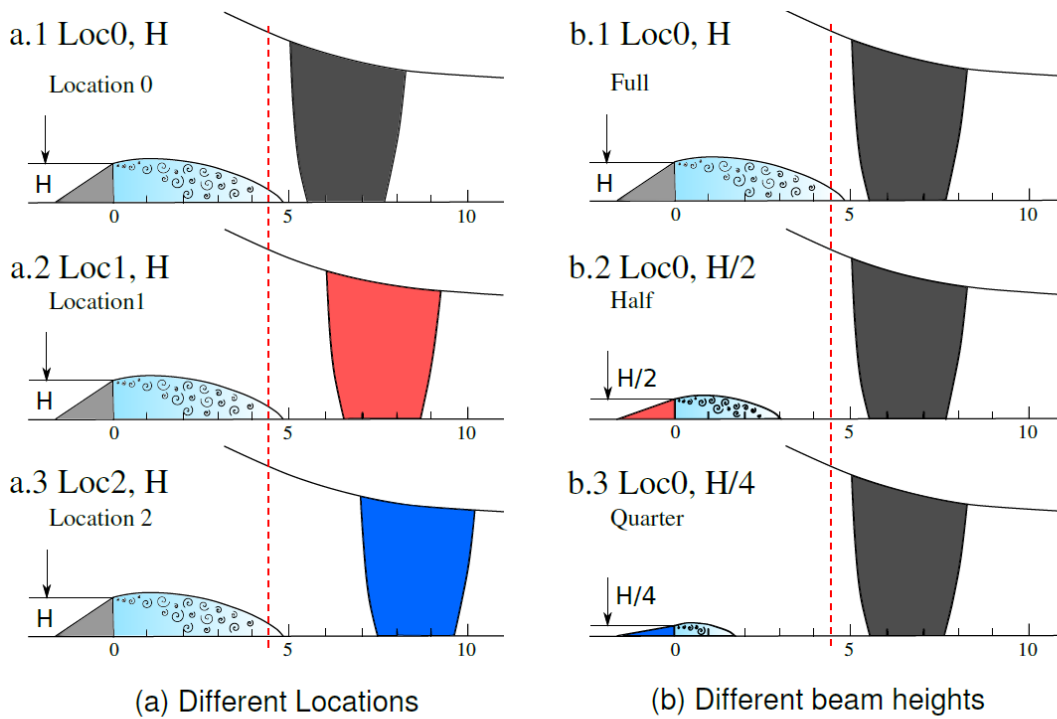 a.1 Loc0, H
Location 0
H
0 5 10
a.2 Loc1, H
Location1
H
0 5 10
a.3 Loc2, H
Location 2
H
0 5 10
(a) Different Locations
b.1 Loc0, H
Full
H
0 5 10
b.2 Loc0, H/2
Half
H/2
0 5 10
b.3 Loc0, H/4
Quarter
H/4
0 5 10
(b) Different beam heights